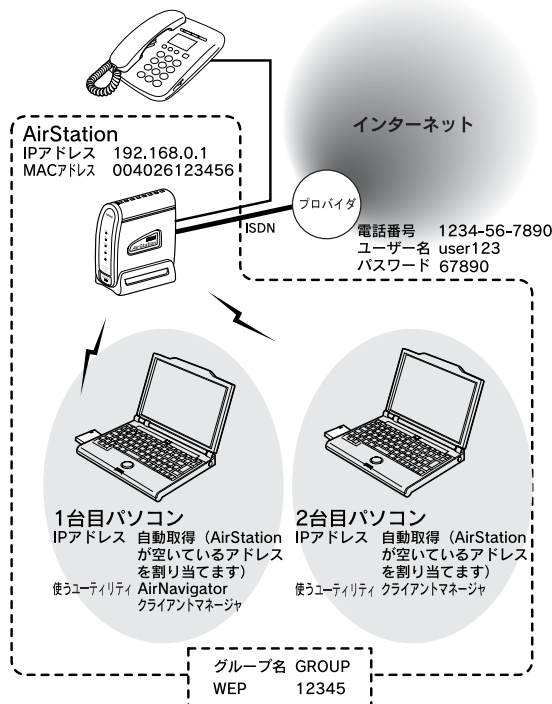 インターネット
AirStation
IPアドレス 192.168.0.1
MACアドレス 004026123456
プロバイダ
ISDN
電話番号 1234-56-7890
ユーザー名 user123
パスワード 67890
AirStation
1台目パソコン
IPアドレス 自動取得（AirStation
が空いているアドレス
を割り当てます）
使うユーティリティ AirNavigator
クライアントマネージャ
2台目パソコン
IPアドレス 自動取得（AirStation
が空いているアドレス
を割り当てます）
使うユーティリティ クライアントマネージャ
グループ名 GROUP
WEP 12345